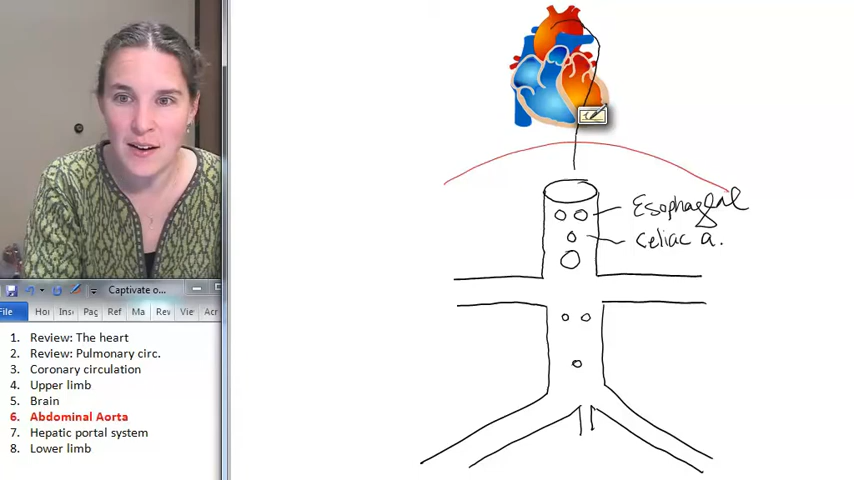 Captivate o...
File
Hor
Inse
Pag
Ref
Ma
Rev
Vie
Acr
1. Review: The heart
2. Review: Pulmonary circ.
3. Coronary circulation
4. Upper limb
5. Brain
6. Abdominal Aorta
7. Hepatic portal system
8. Lower limb
Esophageal
Celiac a.